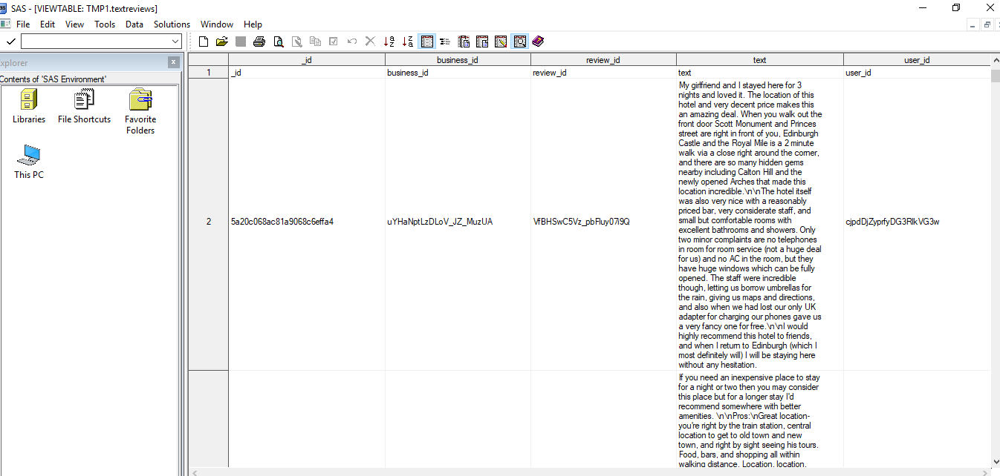 SAS - [VIEWTABLE: TMP1.textreviews]
File Edit View Tools Data Solutions Window Help
xplorer
Contents of 'SAS Environment'
Libraries
File Shortcuts
Favorite
Folders
This PC
_id business_id review_id text user_id
1 _id business_id review_id text user_id
My girlfriend and I stayed here for 3
nights and loved it. The location of this
hotel and very decent price makes this
an amazing deal. When you walk out the
front door Scott Monument and Princes
street are right in front of you, Edinburgh
Castle and the Royal Mile is a 2 minute
walk via a close right around the corner,
and there are so many hidden gems
nearby including Calton Hill and the
newly opened Arches that made this
location incredible.\n\nThe hotel itself
was also very nice with a reasonably
priced bar, very considerate staff, and
2 5a20c068ac81a9068c6effa4 uYHaNptLzDLoV_JZ_MuzUA VfBHSwC5Vz_pbFluy07i9Q small but comfortable rooms with cjpdDjZyprfyDG3RlkVG3w
excellent bathrooms and showers. Only
two minor complaints are no telephones
in room for room service (not a huge deal
for us) and no AC in the room, but they
have huge windows which can be fully
opened. The staff were incredible
though, letting us borrow umbrellas for
the rain, giving us maps and directions,
and also when we had lost our only UK
adapter for charging our phones gave us
a very fancy one for free.\n\nI would
highly recommend this hotel to friends,
and when I return to Edinburgh (which I
most definitely will) I will be staying here
without any hesitation.
If you need an inexpensive place to stay
for a night or two then you may consider
this place but for a longer stay I'd
recommend somewhere with better
amenities. \n\nPros:\nGreat location-
you're right by the train station, central
location to get to old town and new
town, and right by sight seeing his tours.
Food, bars, and shopping all within
walking distance. Location, location,